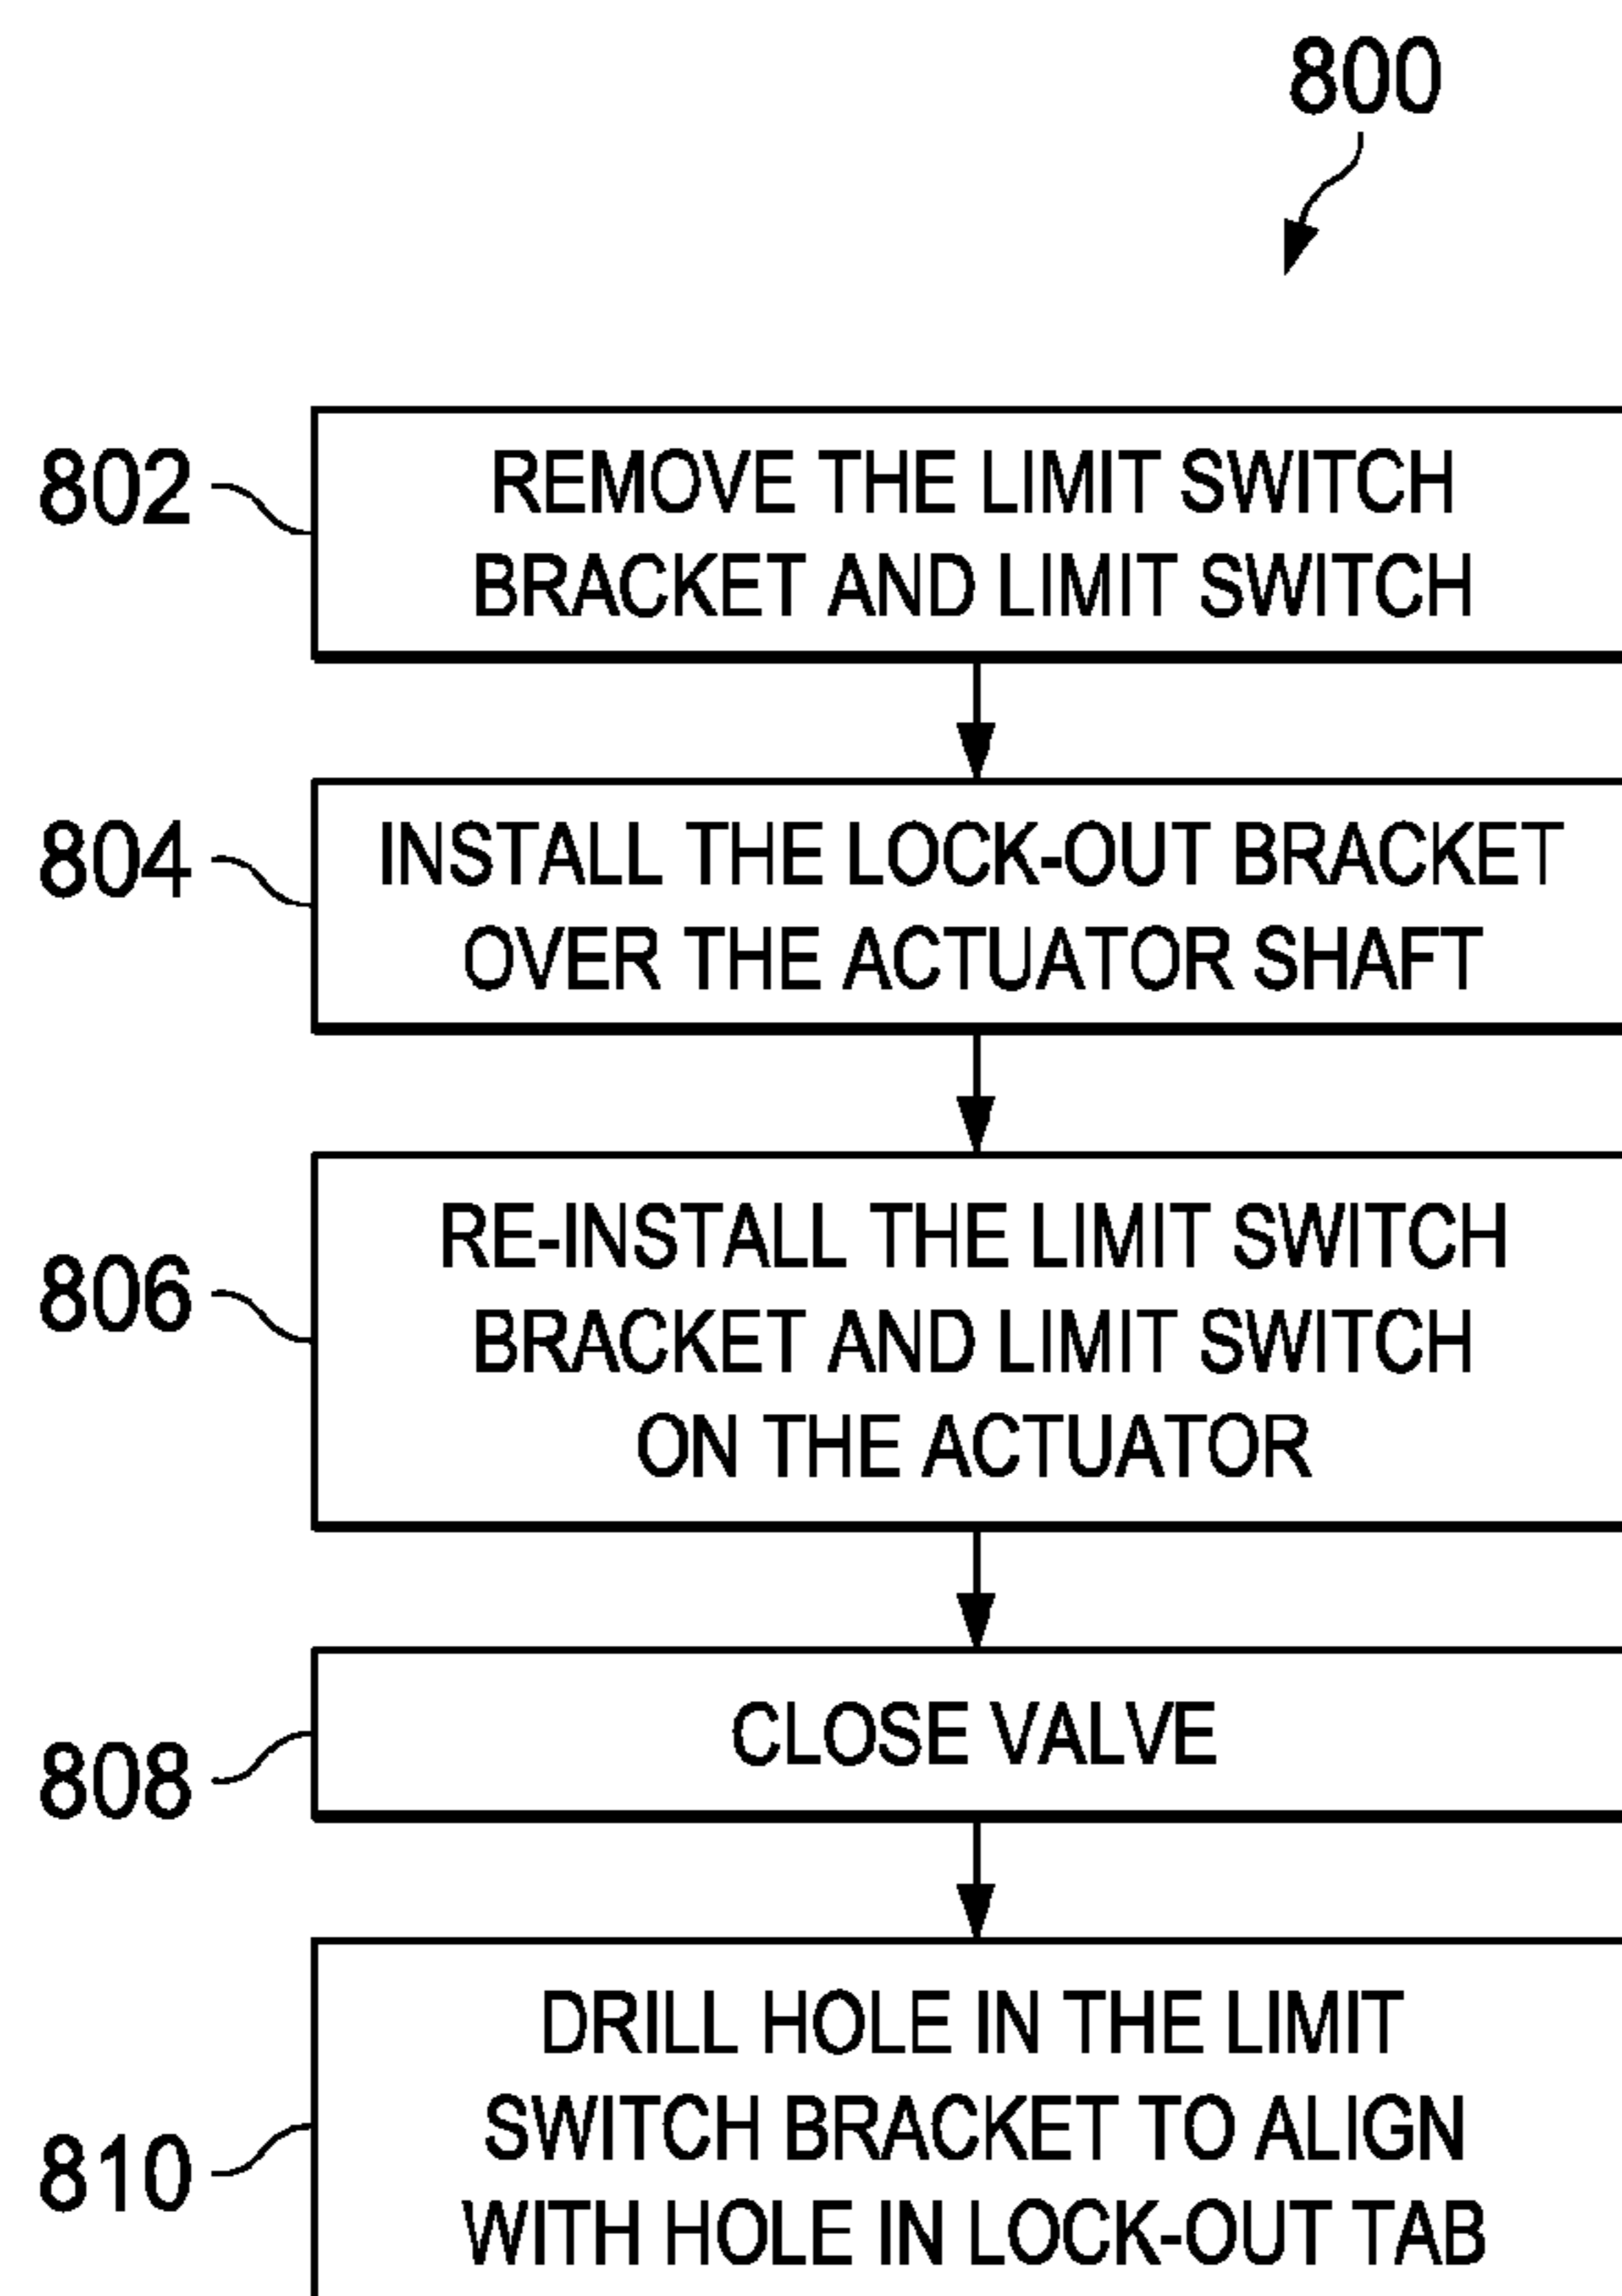 800
802
REMOVE THE LIMIT SWITCH
BRACKET AND LIMIT SWITCH
804
INSTALL THE LOCK-OUT BRACKET
OVER THE ACTUATOR SHAFT
806
RE-INSTALL THE LIMIT SWITCH
BRACKET AND LIMIT SWITCH
ON THE ACTUATOR
808
CLOSE VALVE
810
DRILL HOLE IN THE LIMIT
SWITCH BRACKET TO ALIGN
WITH HOLE IN LOCK-OUT TAB